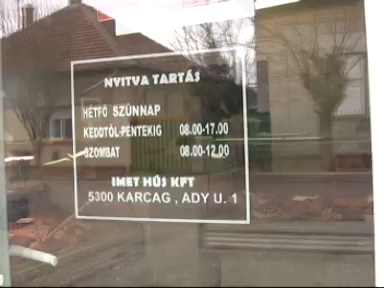 NYITVA TARTÁS
HÉTFŐ SZÜNNAP
KEDDTŐL-PÉNTEKIG 08.00-17.00
SZOMBAT 08.00-12.00
IMET HÚS KFT
5300 KARCAG , ADY U. 1